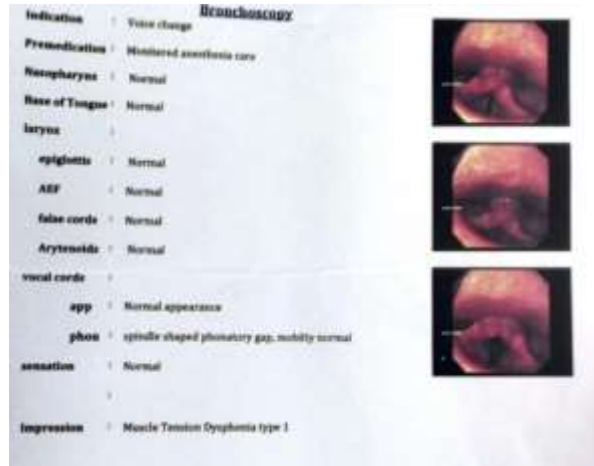 Bronchoscopy
Indication : Voice change
Premedication : Monitored anesthesia care
Nasopharynx : Normal
Base of Tongue : Normal
larynx :
epiglottis : Normal
AEF : Normal
false cords : Normal
Arytenoids : Normal
vocal cords :
app : Normal appearance
phon : spindle shaped phonatory gap, mobility normal
sensation : Normal
:
Impression : Muscle Tension Dysphonia type 1